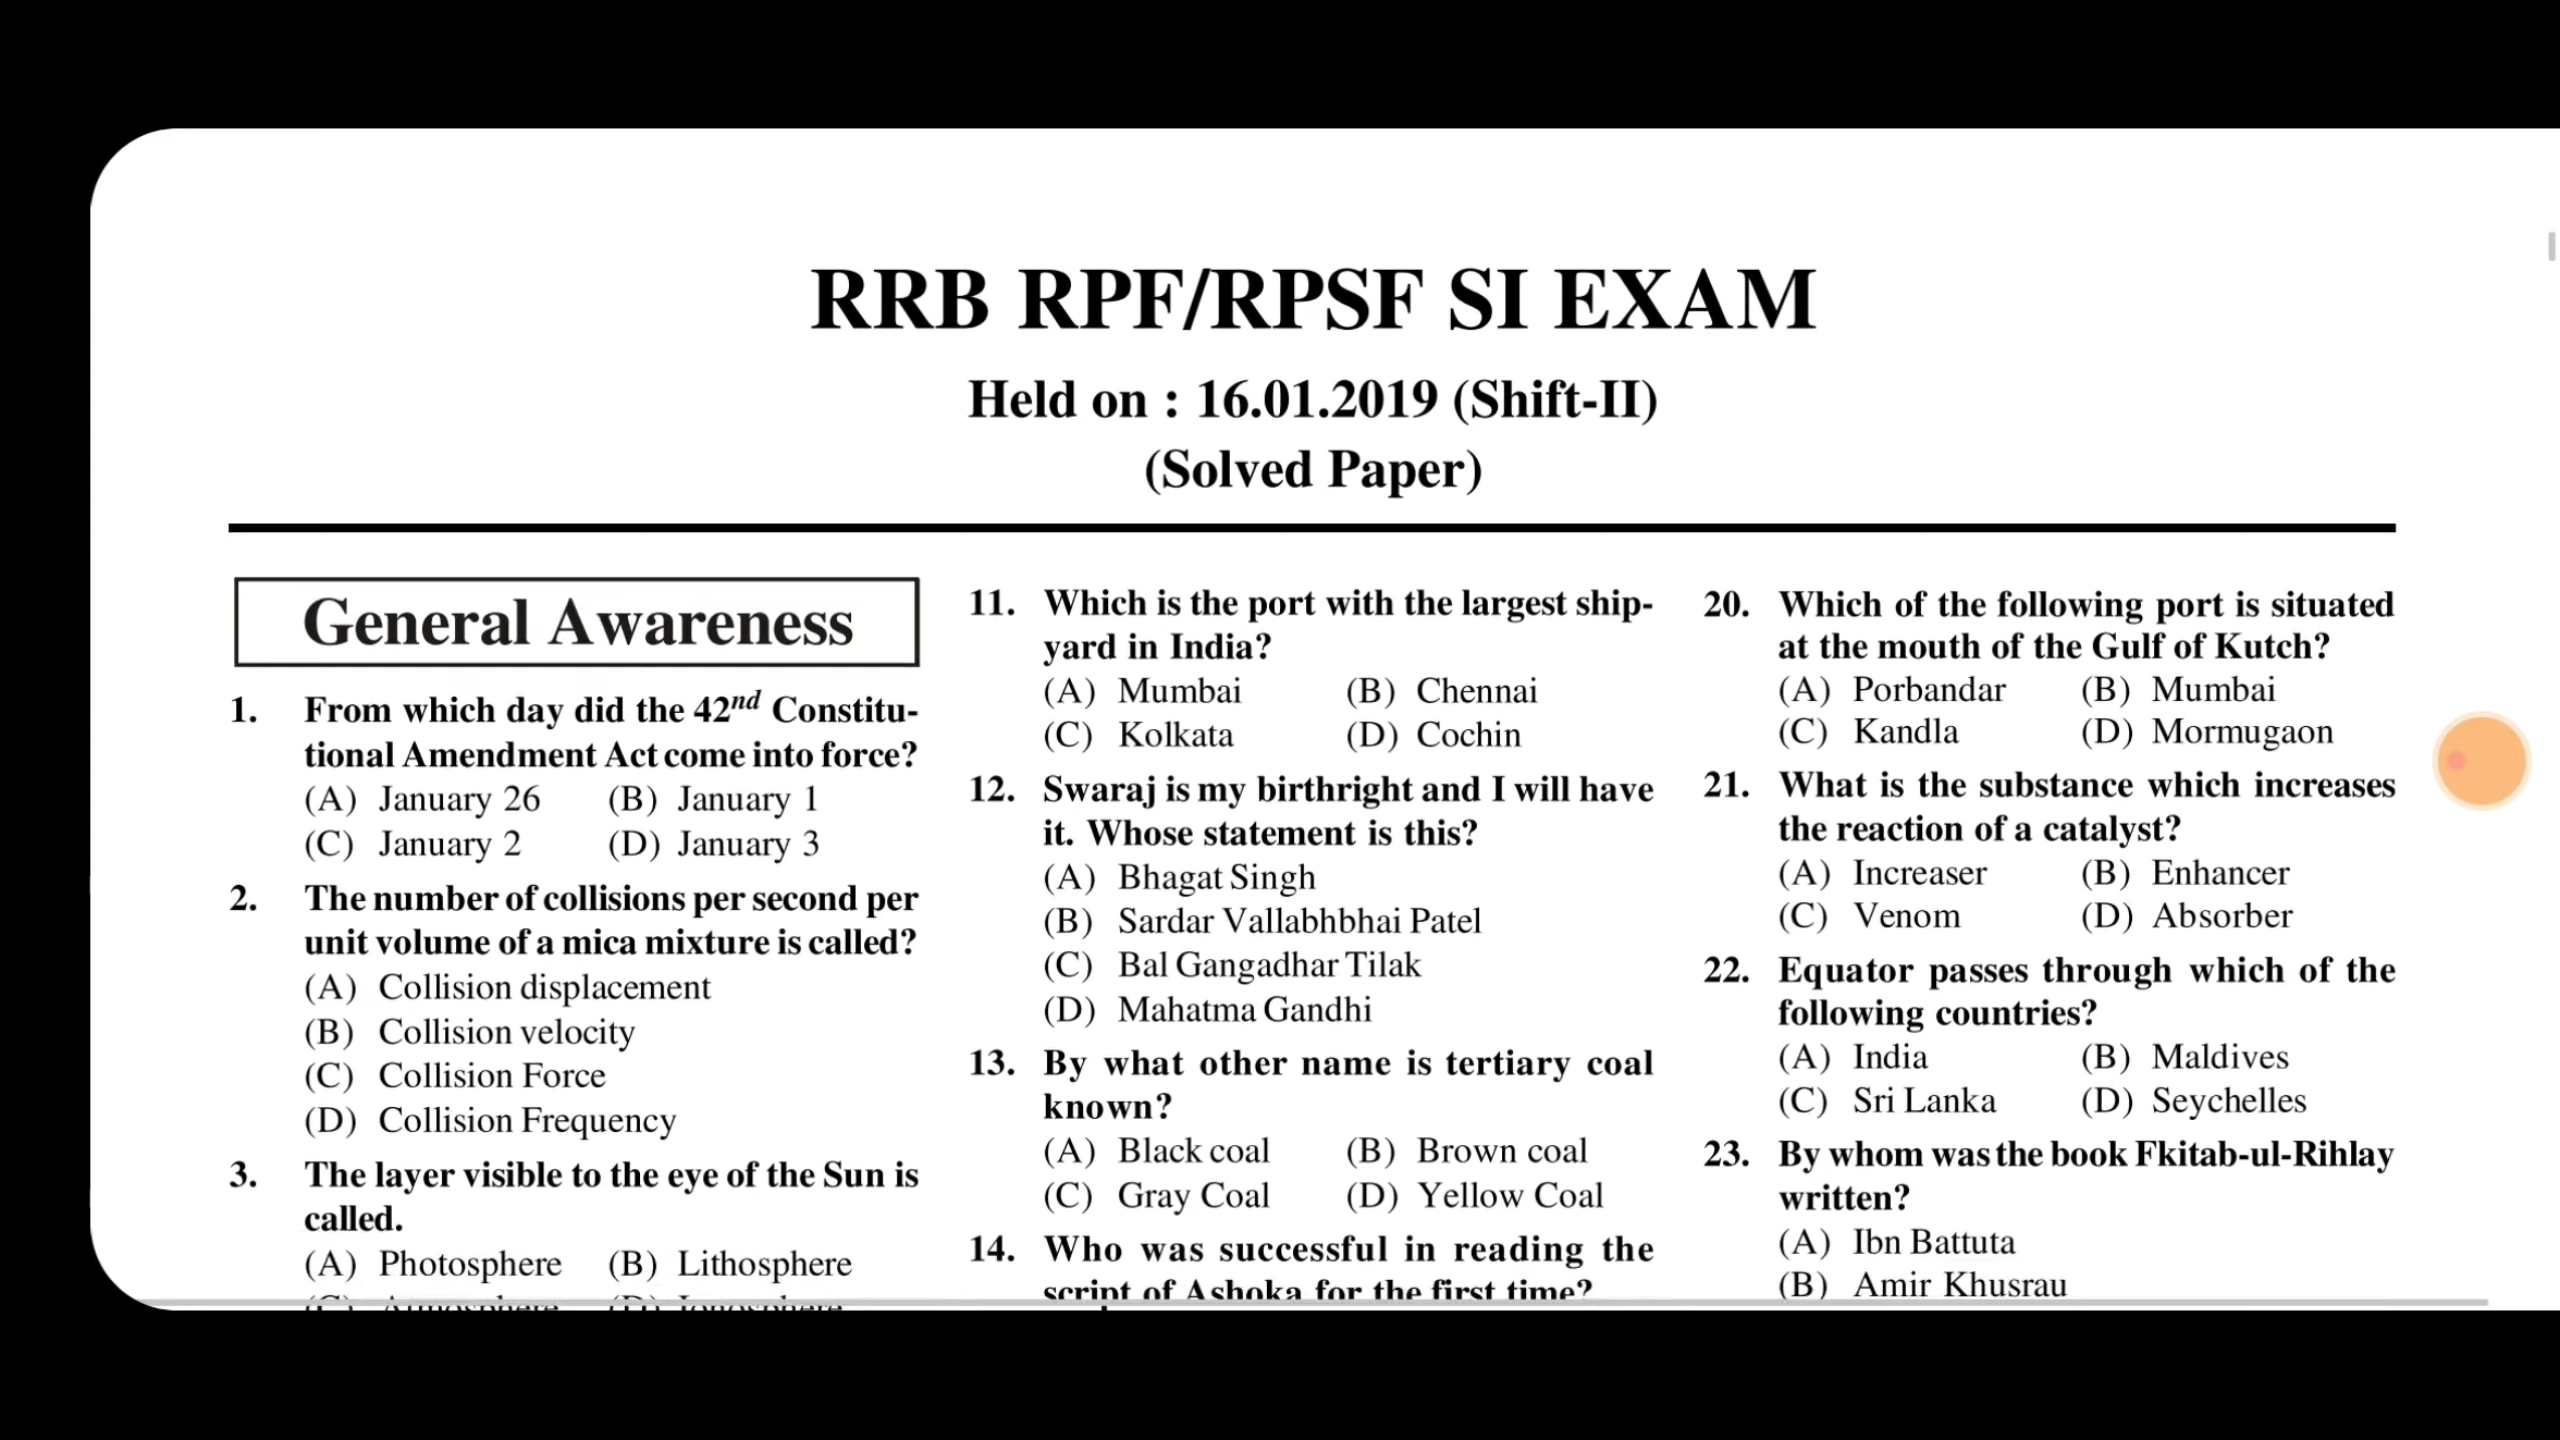 RRB RPF/RPSF SI EXAM
Held on : 16.01.2019 (Shift-II)
(Solved Paper)
General Awareness
1. From which day did the 42nd Constitu-
tional Amendment Act come into force?
(A) January 26 (B) January 1
(C) January 2 (D) January 3
2. The number of collisions per second per
unit volume of a mica mixture is called?
(A) Collision displacement
(B) Collision velocity
(C) Collision Force
(D) Collision Frequency
3. The layer visible to the eye of the Sun is
called.
(A) Photosphere (B) Lithosphere
(C) Atmosphere (D) Ionosphere
11. Which is the port with the largest ship-
yard in India?
(A) Mumbai (B) Chennai
(C) Kolkata (D) Cochin
12. Swaraj is my birthright and I will have
it. Whose statement is this?
(A) Bhagat Singh
(B) Sardar Vallabhbhai Patel
(C) Bal Gangadhar Tilak
(D) Mahatma Gandhi
13. By what other name is tertiary coal
known?
(A) Black coal (B) Brown coal
(C) Gray Coal (D) Yellow Coal
14. Who was successful in reading the
script of Ashoka for the first time?
20. Which of the following port is situated
at the mouth of the Gulf of Kutch?
(A) Porbandar (B) Mumbai
(C) Kandla (D) Mormugaon
21. What is the substance which increases
the reaction of a catalyst?
(A) Increaser (B) Enhancer
(C) Venom (D) Absorber
22. Equator passes through which of the
following countries?
(A) India (B) Maldives
(C) Sri Lanka (D) Seychelles
23. By whom was the book Fkitab-ul-Rihlay
written?
(A) Ibn Battuta
(B) Amir Khusrau